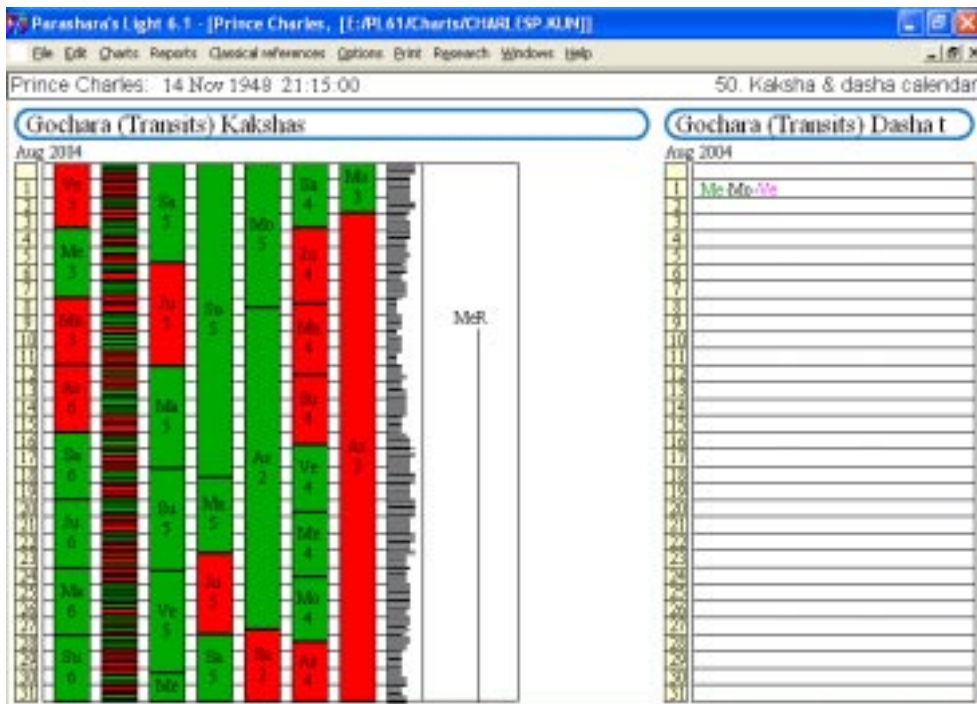 Parashara's Light 6.1 - [Prince Charles, [E:/PL61/Charts/CHARLESP.KUN]]
File Edit Charts Reports Classical references Options Print Research Windows Help
Prince Charles: 14 Nov 1948 21:15:00 50. Kaksha & dasha calendar
Gochara (Transits) Kakshas Gochara (Transits) Dasha t
Aug 2004 Aug 2004
Ve 3
Me 3
Mo 3
As 6
Sa 6
Ju 6
Ma 6
Su 6
Sa 5
Ju 5
Ma 5
Su 5
Ve 5
Me
Su 5
Me 5
Ju 5
Sa 5
Mo 5
As 2
Sa 2
Sa 4
Ju 4
Ma 4
Su 4
Ve 4
Me 4
Mo 4
As 4
Mo 3
As 3
MeR
1 Me-Mo-Ve
2
3
4
5
6
7
8
9
10
11
12
13
14
15
16
17
18
19
20
21
22
23
24
25
26
27
28
29
30
31